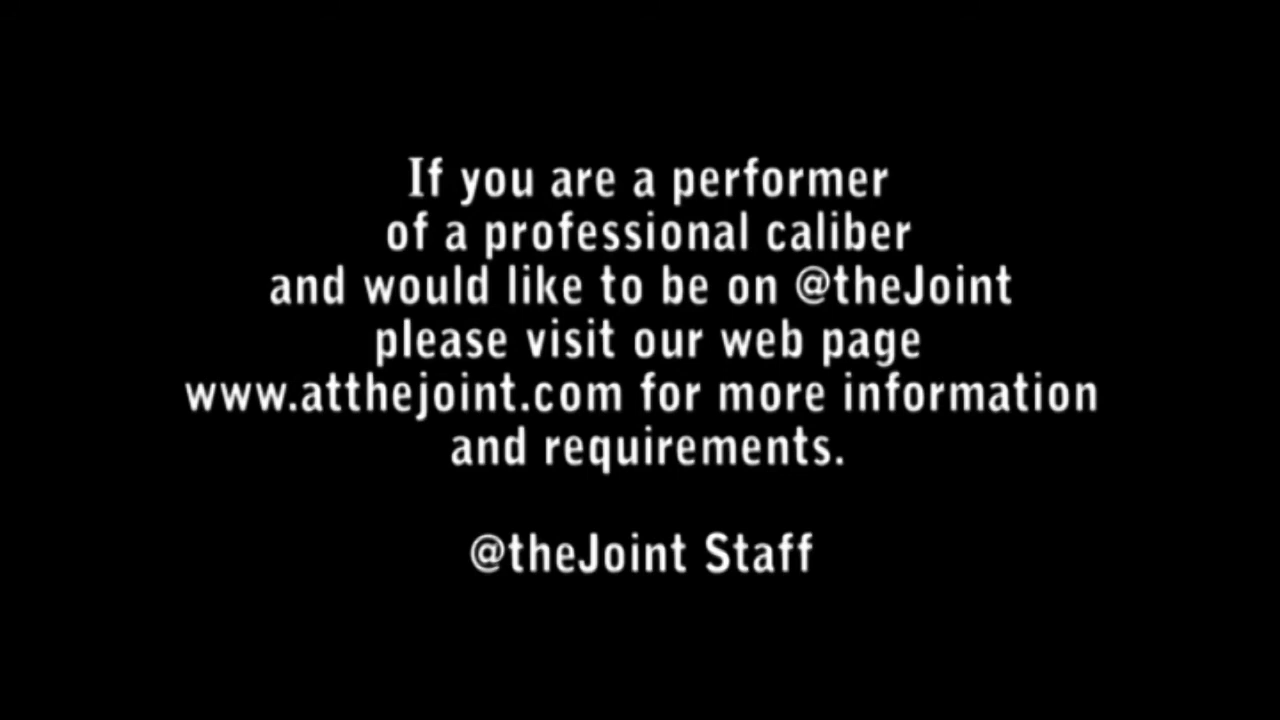 If you are a performer
of a professional caliber
and would like to be on @theJoint
please visit our web page
www.atthejoint.com for more information
and requirements.
@theJoint Staff